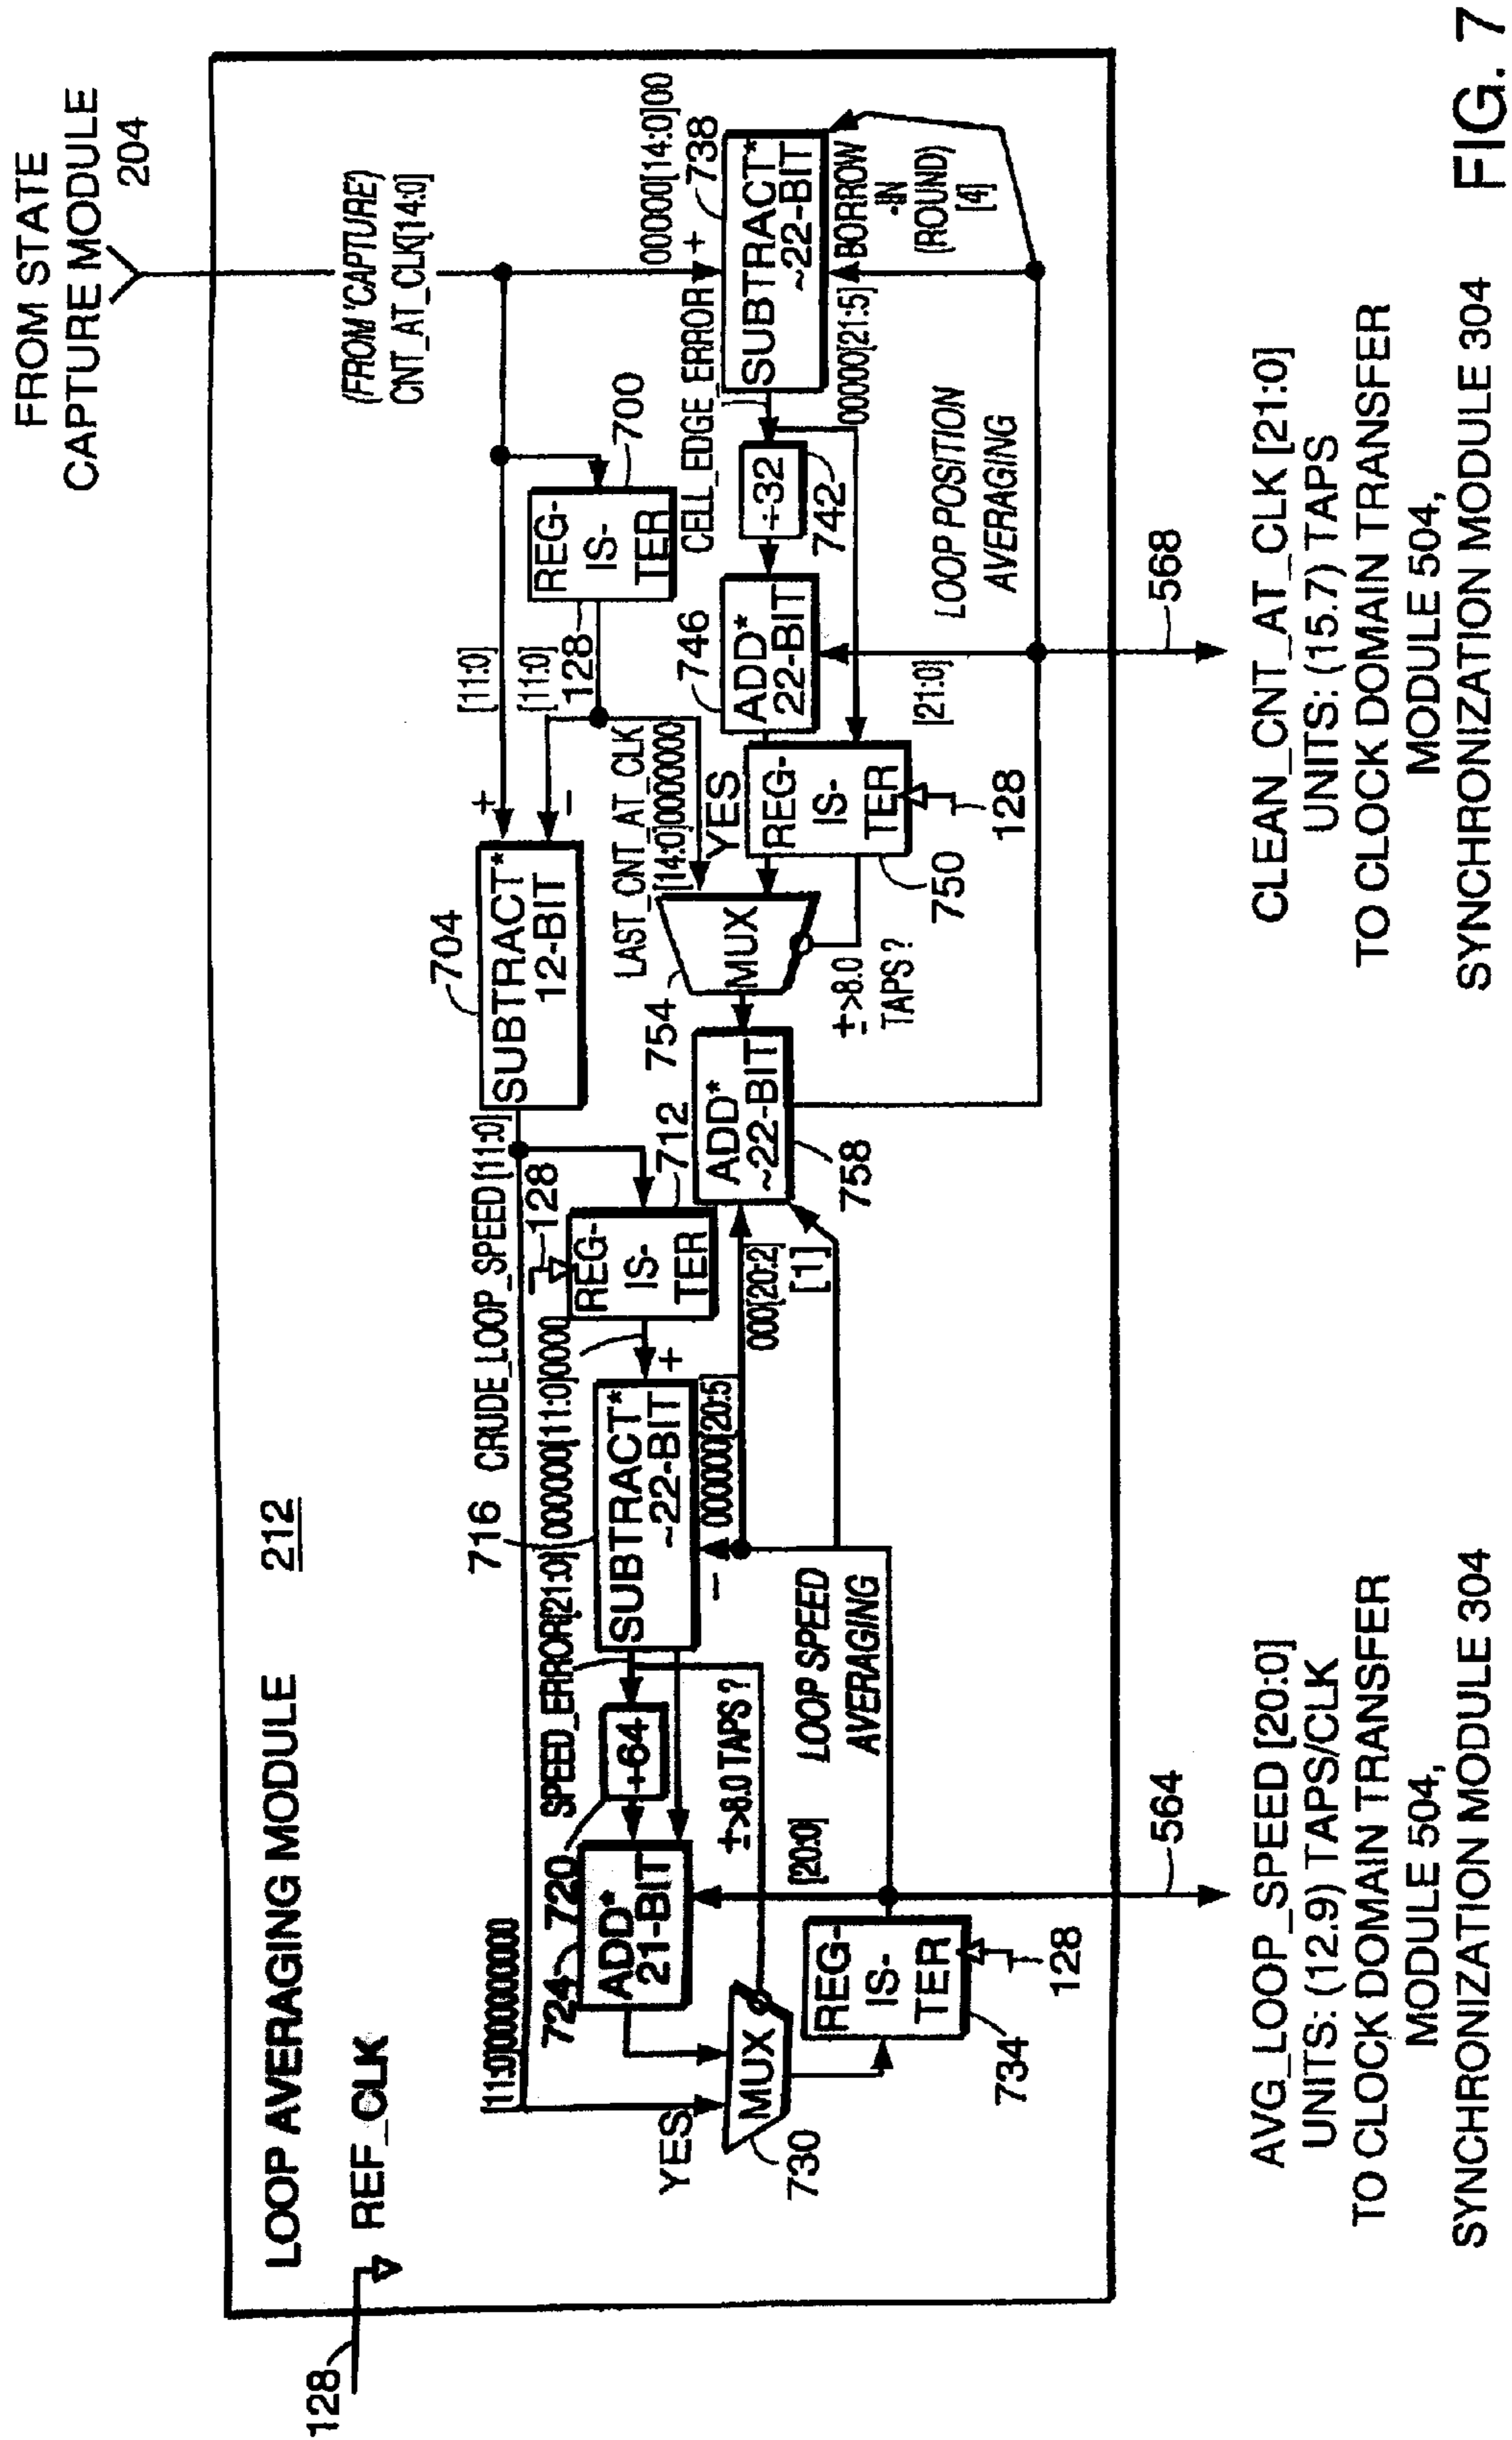 FROM STATE
CAPTURE MODULE
204
LOOP AVERAGING MODULE
212
128
REF_CLK
(FROM 'CAPTURE)
CNT_AT_CLK[14:0]
[11:0]
[11:0]
128
REG-
IS-
TER
700
704
SUBTRACT*
12-BIT
+
−
CRUDE_LOOP_SPEED [11:0]
128
REG-
IS-
TER
712
LAST_CNT_AT_CLK
[14:0]0000000
YES
CELL_EDGE_ERROR
+
00000[14:0]00
738
SUBTRACT*
~22-BIT
BORROW
-IN
(ROUND)
[4]
00000[21:5]
÷32
742
746
ADD*
22-BIT
[21:0]
LOOP POSITION
AVERAGING
REG-
IS-
TER
128
750
MUX
754
±>8.0
TAPS?
ADD*
~22-BIT
758
000[20:2]
[1]
000000[11:0]0000
+
716
SUBTRACT*
~22-BIT
−
000000[20:5]
SPEED_ERROR[21:0]
÷64
720
724
ADD*
21-BIT
±>8.0 TAPS?
LOOP SPEED
AVERAGING
[20:0]
[11:0]000000000
YES
MUX
730
REG-
IS-
TER
734
128
564
AVG_LOOP_SPEED [20:0]
UNITS: (12.9) TAPS/CLK
TO CLOCK DOMAIN TRANSFER
MODULE 504,
SYNCHRONIZATION MODULE 304
568
CLEAN_CNT_AT_CLK [21:0]
UNITS: (15.7) TAPS
TO CLOCK DOMAIN TRANSFER
MODULE 504,
SYNCHRONIZATION MODULE 304
FIG. 7